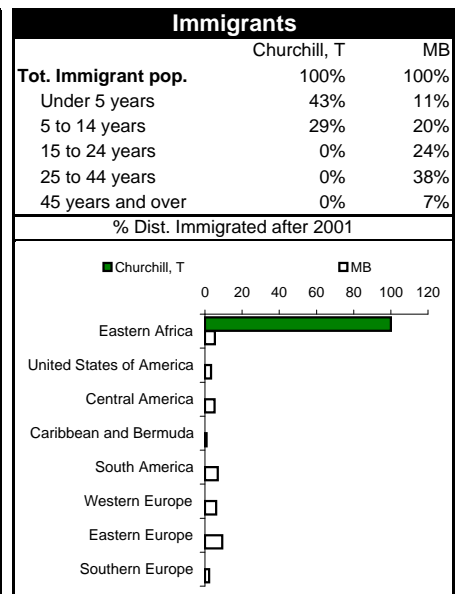 Immigrants
Churchill, T MB
Tot. Immigrant pop. 100% 100%
Under 5 years 43% 11%
5 to 14 years 29% 20%
15 to 24 years 0% 24%
25 to 44 years 0% 38%
45 years and over 0% 7%
% Dist. Immigrated after 2001
Churchill, T MB
0 20 40 60 80 100 120
Eastern Africa
United States of America
Central America
Caribbean and Bermuda
South America
Western Europe
Eastern Europe
Southern Europe